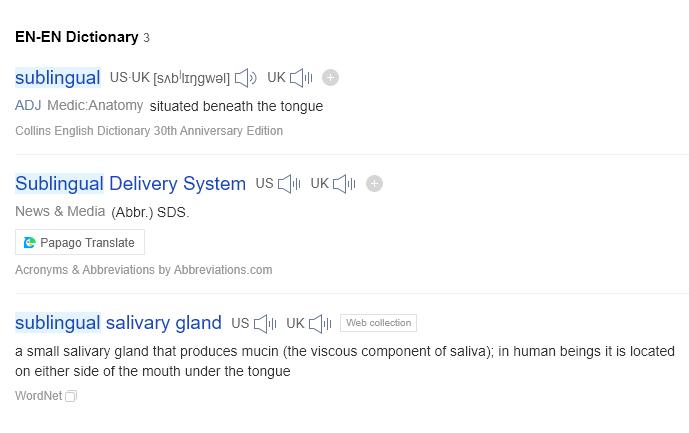 EN-EN Dictionary 3
sublingual US·UK [sʌbˈlɪŋgwəl] UK
ADJ Medic:Anatomy situated beneath the tongue
Collins English Dictionary 30th Anniversary Edition
Sublingual Delivery System US UK
News & Media (Abbr.) SDS.
Papago Translate
Acronyms & Abbreviations by Abbreviations.com
sublingual salivary gland US UK Web collection
a small salivary gland that produces mucin (the viscous component of saliva); in human beings it is located
on either side of the mouth under the tongue
WordNet